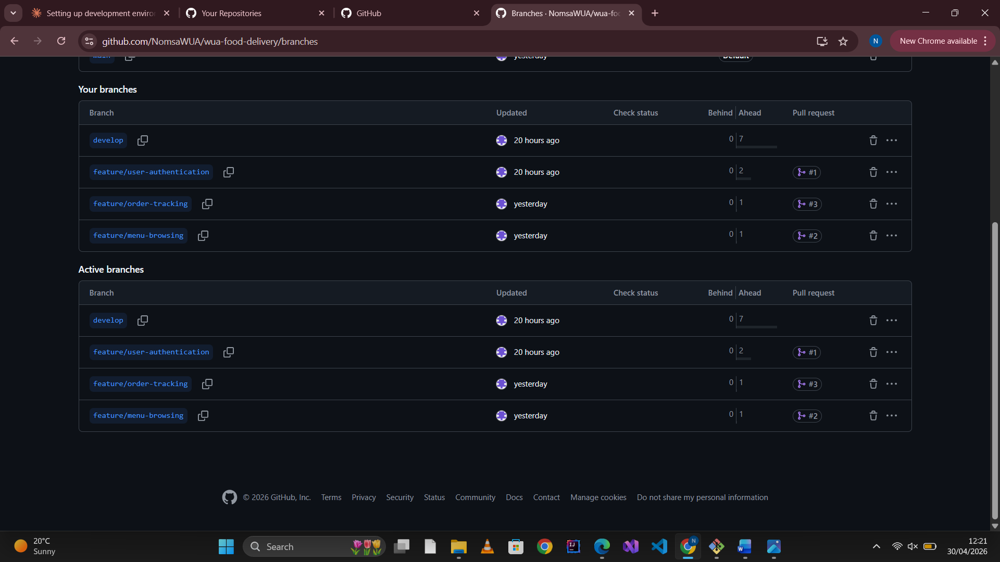 Setting up development enviro
Your Repositories
GitHub
Branches · NomsaWUA/wua-fo
github.com/NomsaWUA/wua-food-delivery/branches
N
New Chrome available
main
yesterday
Default
Your branches
Branch Updated Check status Behind Ahead Pull request
develop 20 hours ago 0 7
feature/user-authentication 20 hours ago 0 2 #1
feature/order-tracking yesterday 0 1 #3
feature/menu-browsing yesterday 0 1 #2
Active branches
Branch Updated Check status Behind Ahead Pull request
develop 20 hours ago 0 7
feature/user-authentication 20 hours ago 0 2 #1
feature/order-tracking yesterday 0 1 #3
feature/menu-browsing yesterday 0 1 #2
© 2026 GitHub, Inc. Terms Privacy Security Status Community Docs Contact Manage cookies Do not share my personal information
20°C
Sunny
Search
12:21
30/04/2026